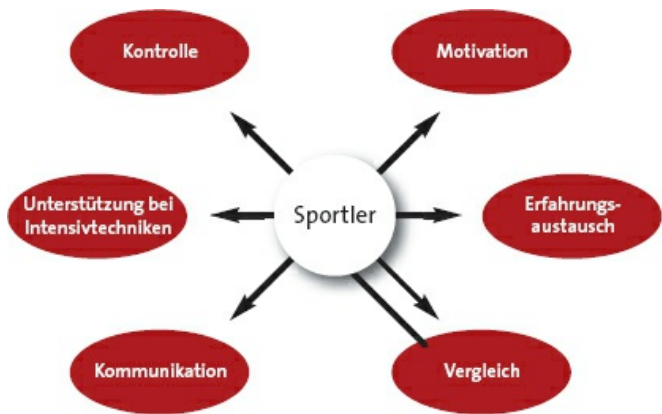 Kontrolle
Motivation
Unterstützung bei
Intensivtechniken
Sportler
Erfahrungs-
austausch
Kommunikation
Vergleich